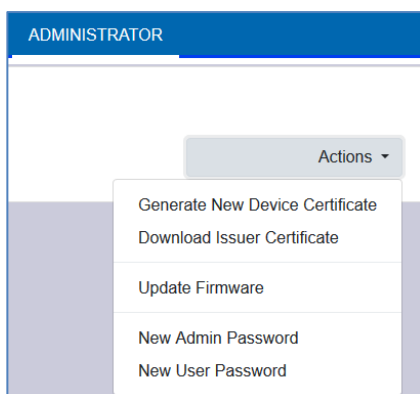 ADMINISTRATOR
Actions
Generate New Device Certificate
Download Issuer Certificate
Update Firmware
New Admin Password
New User Password